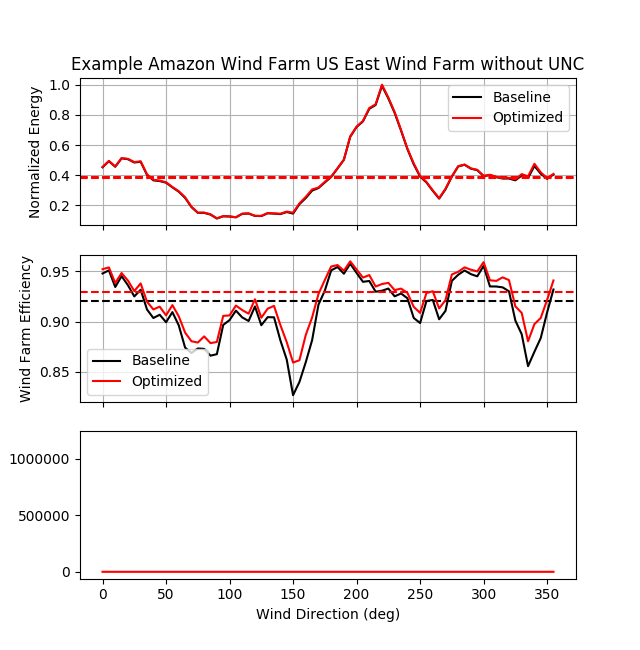 Example Amazon Wind Farm US East Wind Farm without UNC
Normalized Energy
1.0
0.8
0.6
0.4
0.2
Baseline
Optimized
Wind Farm Efficiency
0.95
0.90
0.85
Baseline
Optimized
1000000
500000
0
0 50 100 150 200 250 300 350
Wind Direction (deg)